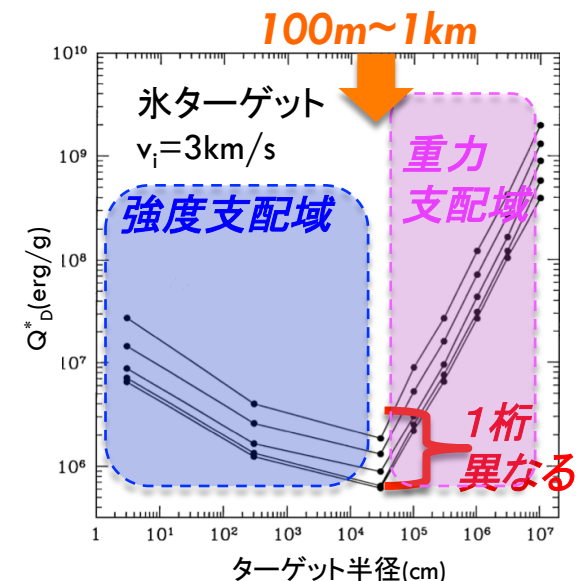 100m~1km
氷ターゲット
vᵢ=3km/s
重力
支配域
強度支配域
1桁
異なる
Q*D(erg/g)
10¹⁰
10⁹
10⁸
10⁷
10⁶
1 10¹ 10² 10³ 10⁴ 10⁵ 10⁶ 10⁷
ターゲット半径(cm)